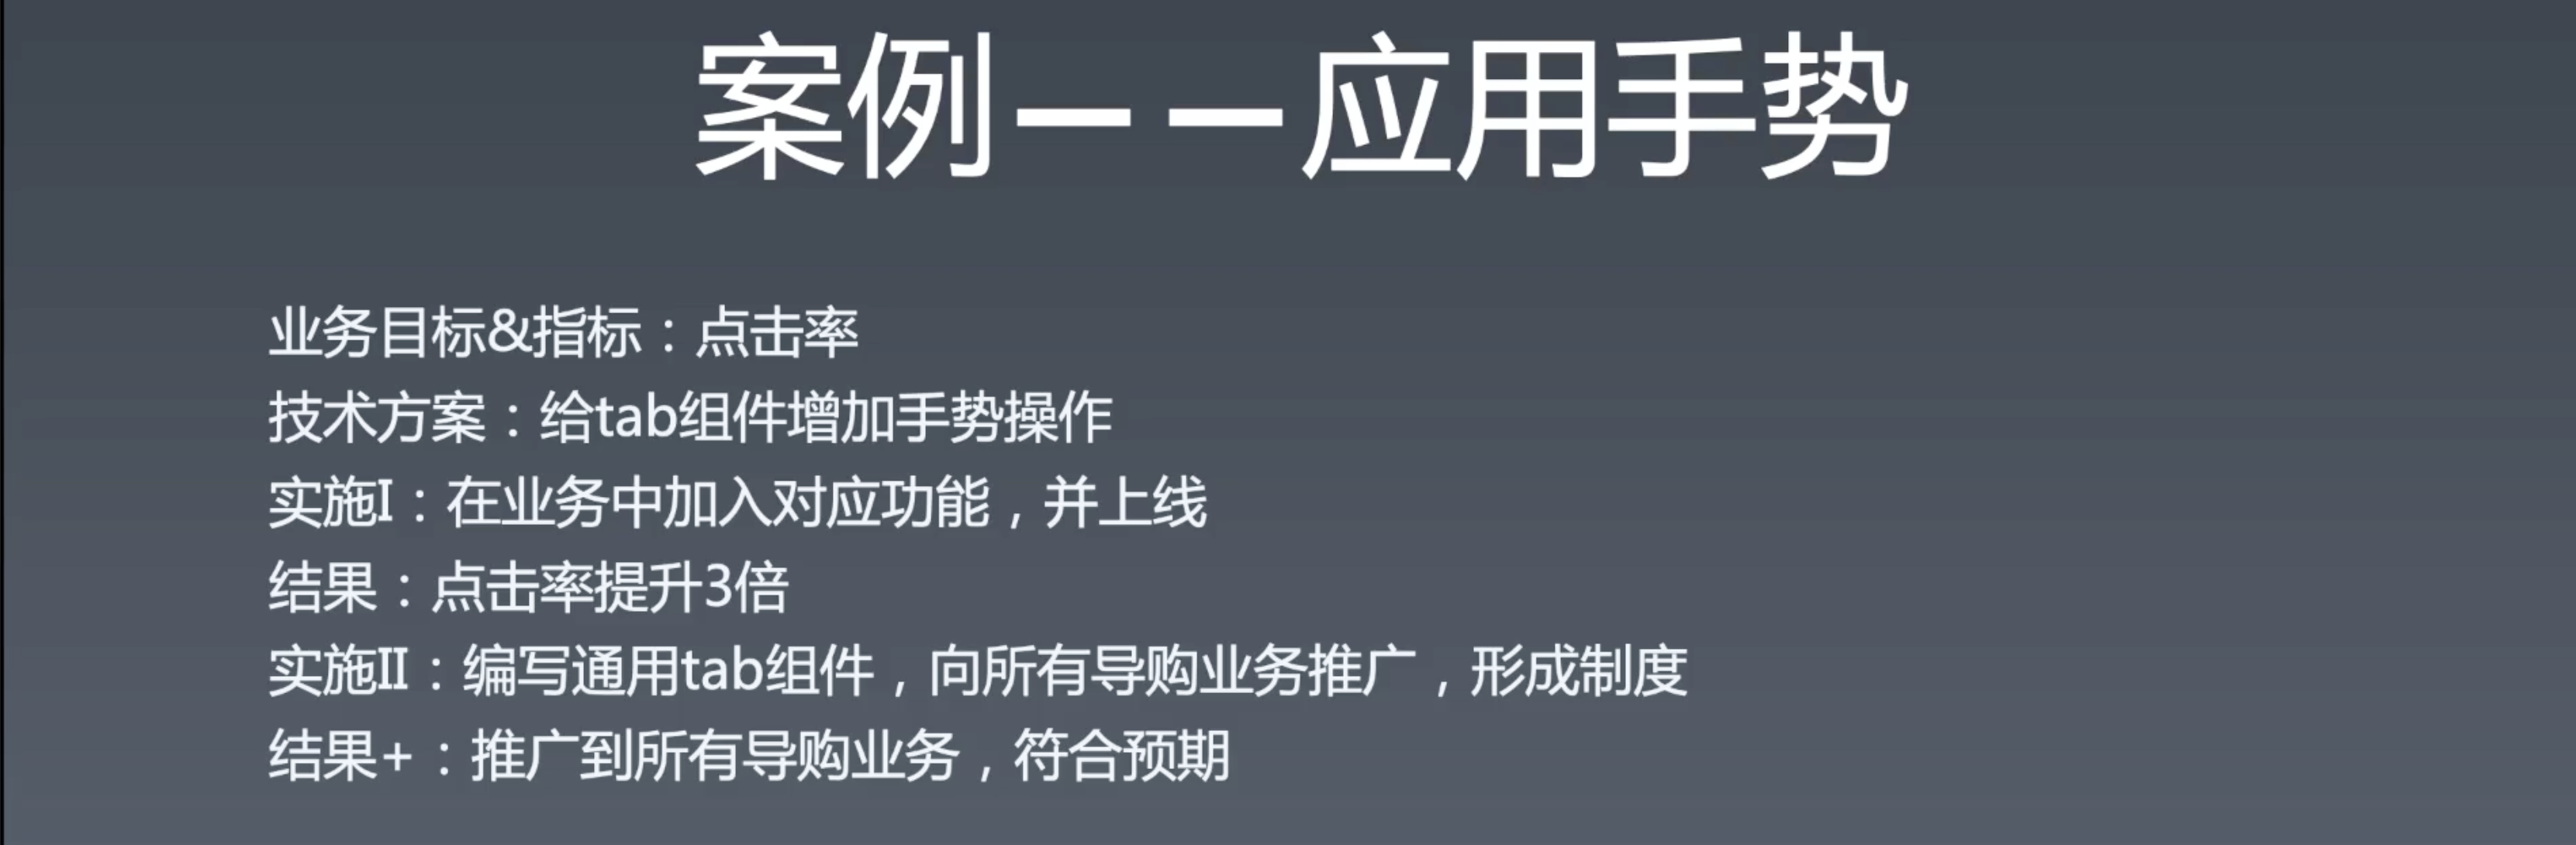 案例——应用手势
业务目标&指标：点击率
技术方案：给tab组件增加手势操作
实施I：在业务中加入对应功能，并上线
结果：点击率提升3倍
实施II：编写通用tab组件，向所有导购业务推广，形成制度
结果+：推广到所有导购业务，符合预期